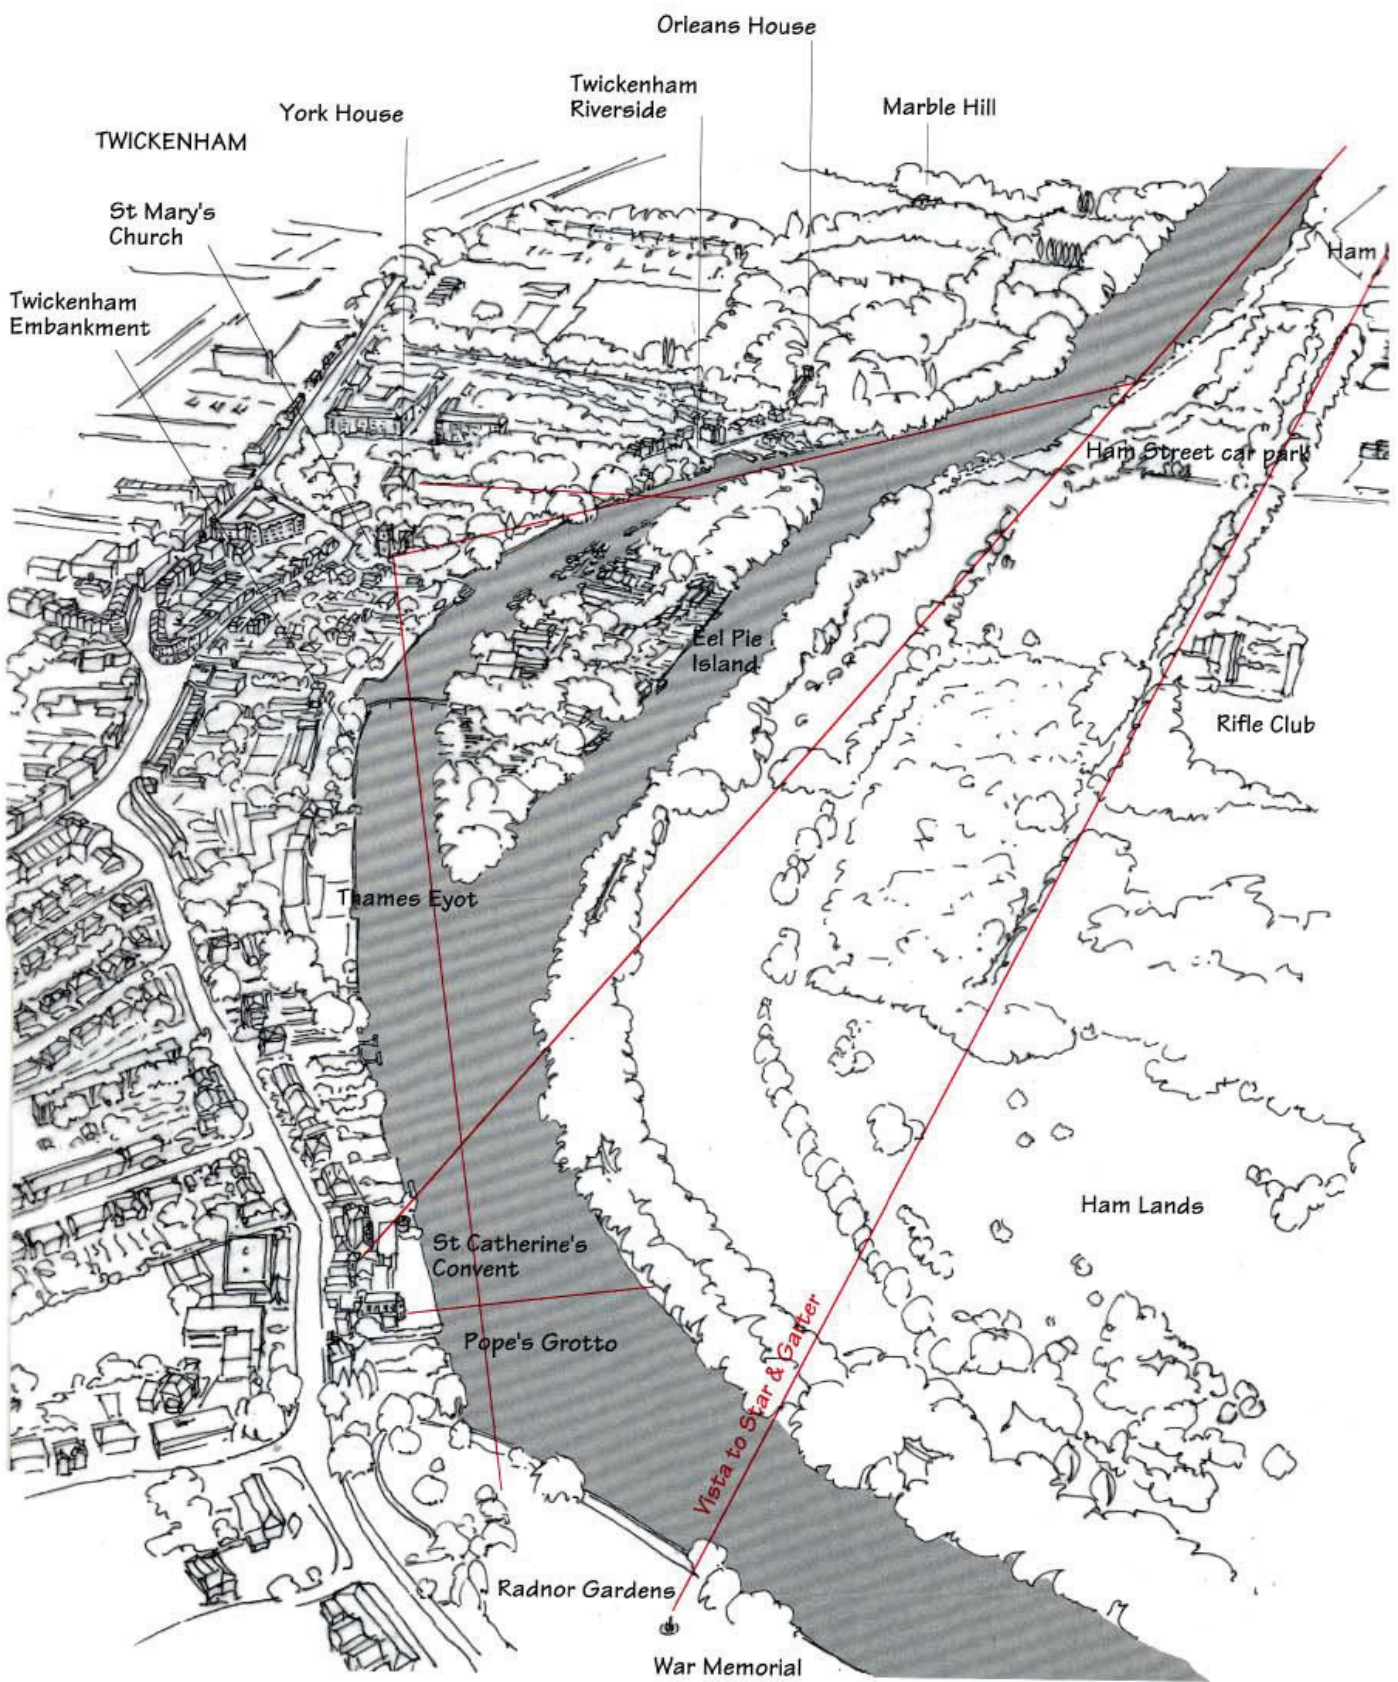 Orleans House
Twickenham
Riverside
Marble Hill
York House
TWICKENHAM
St Mary's
Church
Ham
Twickenham
Embankment
Ham Street car park
Eel Pie
Island
Rifle Club
Thames Eyot
Ham Lands
St Catherine's
Convent
Pope's Grotto
Vista to Star & Garter
Radnor Gardens
War Memorial